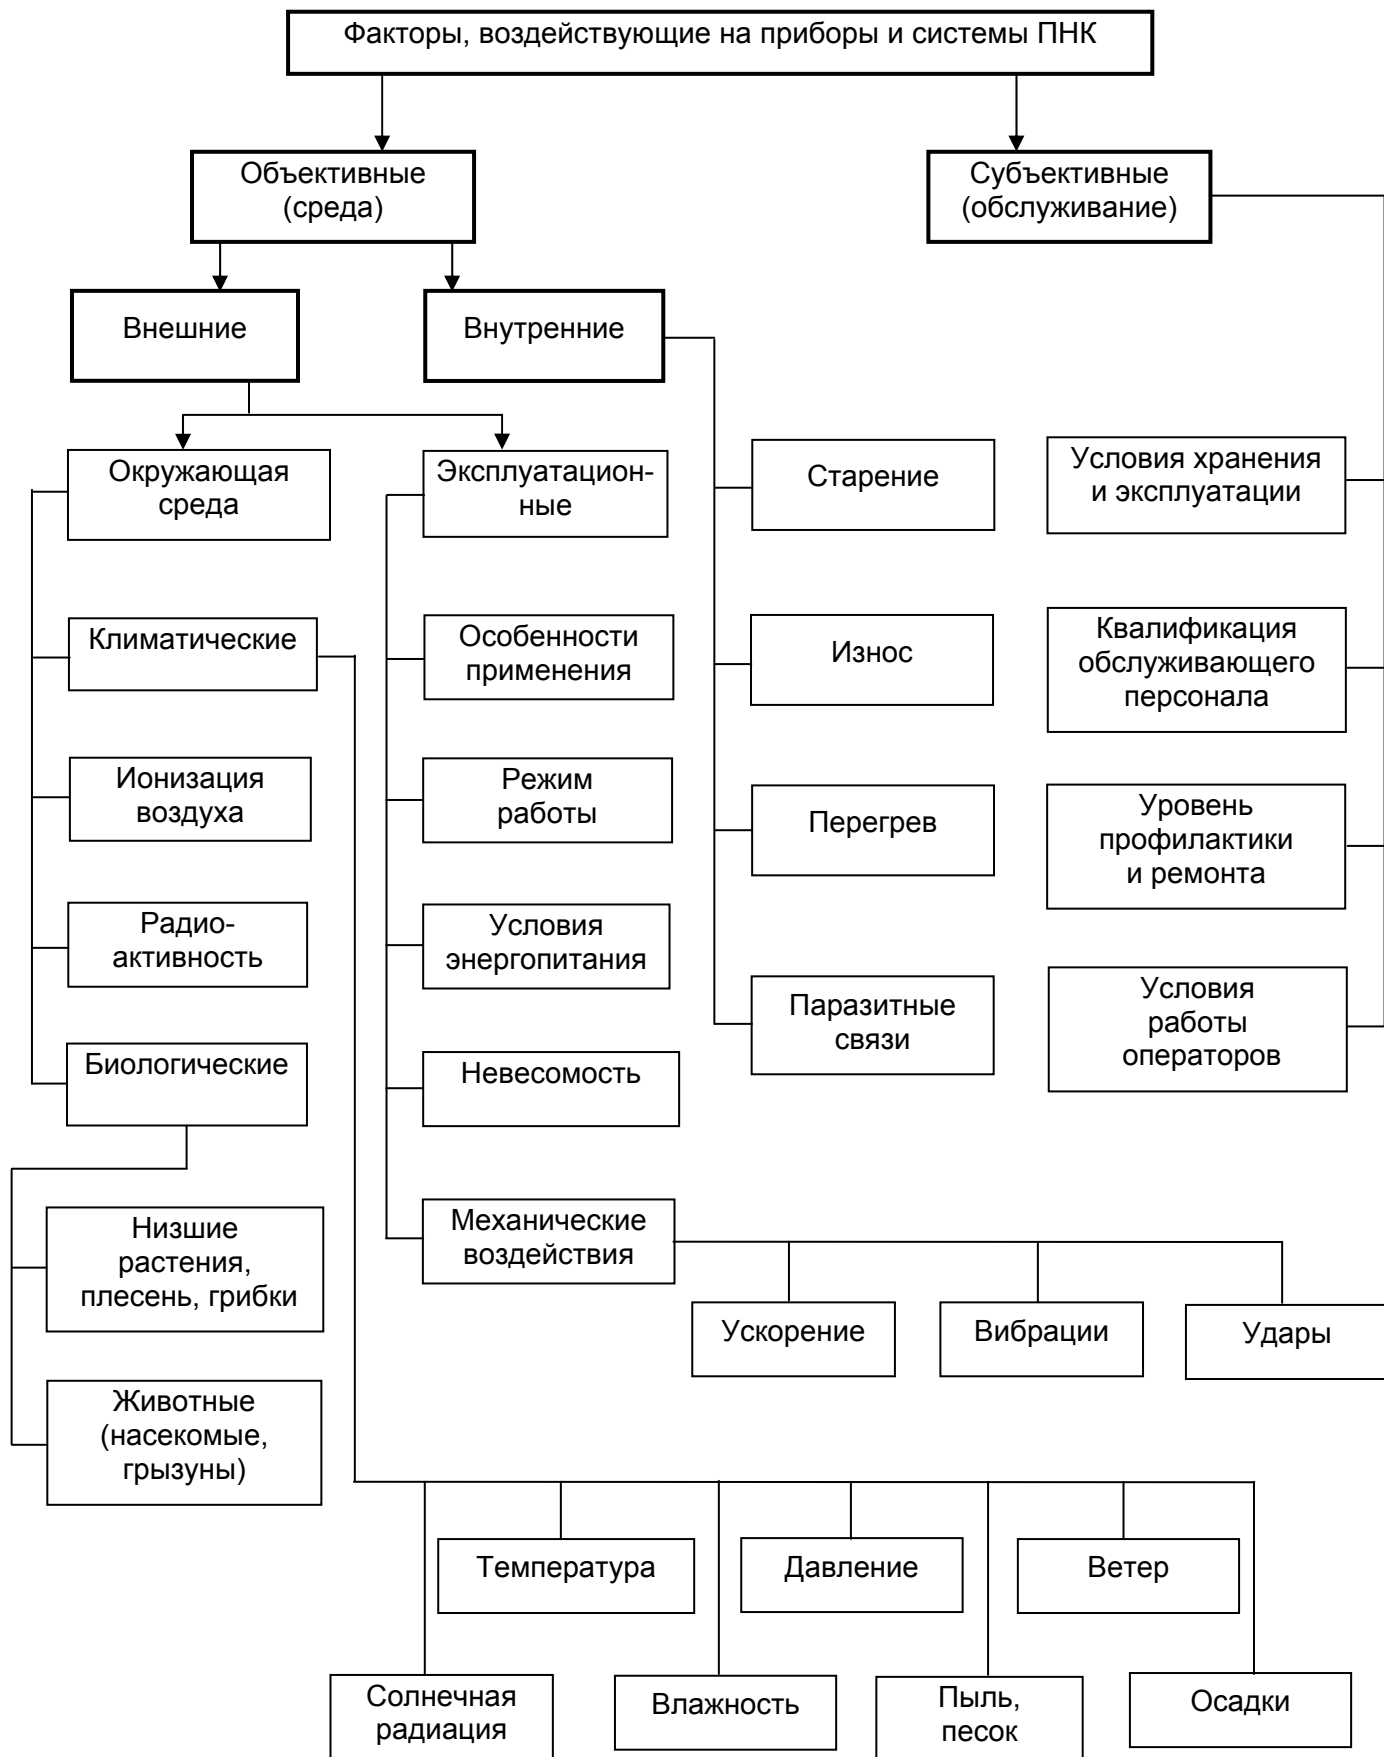 Факторы, воздействующие на приборы и системы ПНК
Объективные
(среда)
Субъективные
(обслуживание)
Внешние
Внутренние
Окружающая
среда
Эксплуатацион-
ные
Старение
Условия хранения
и эксплуатации
Климатические
Особенности
применения
Износ
Квалификация
обслуживающего
персонала
Ионизация
воздуха
Режим
работы
Перегрев
Уровень
профилактики
и ремонта
Радио-
активность
Условия
энергопитания
Паразитные
связи
Условия
работы
операторов
Биологические
Невесомость
Низшие
растения,
плесень, грибки
Механические
воздействия
Ускорение
Вибрации
Удары
Животные
(насекомые,
грызуны)
Температура
Давление
Ветер
Солнечная
радиация
Влажность
Пыль,
песок
Осадки